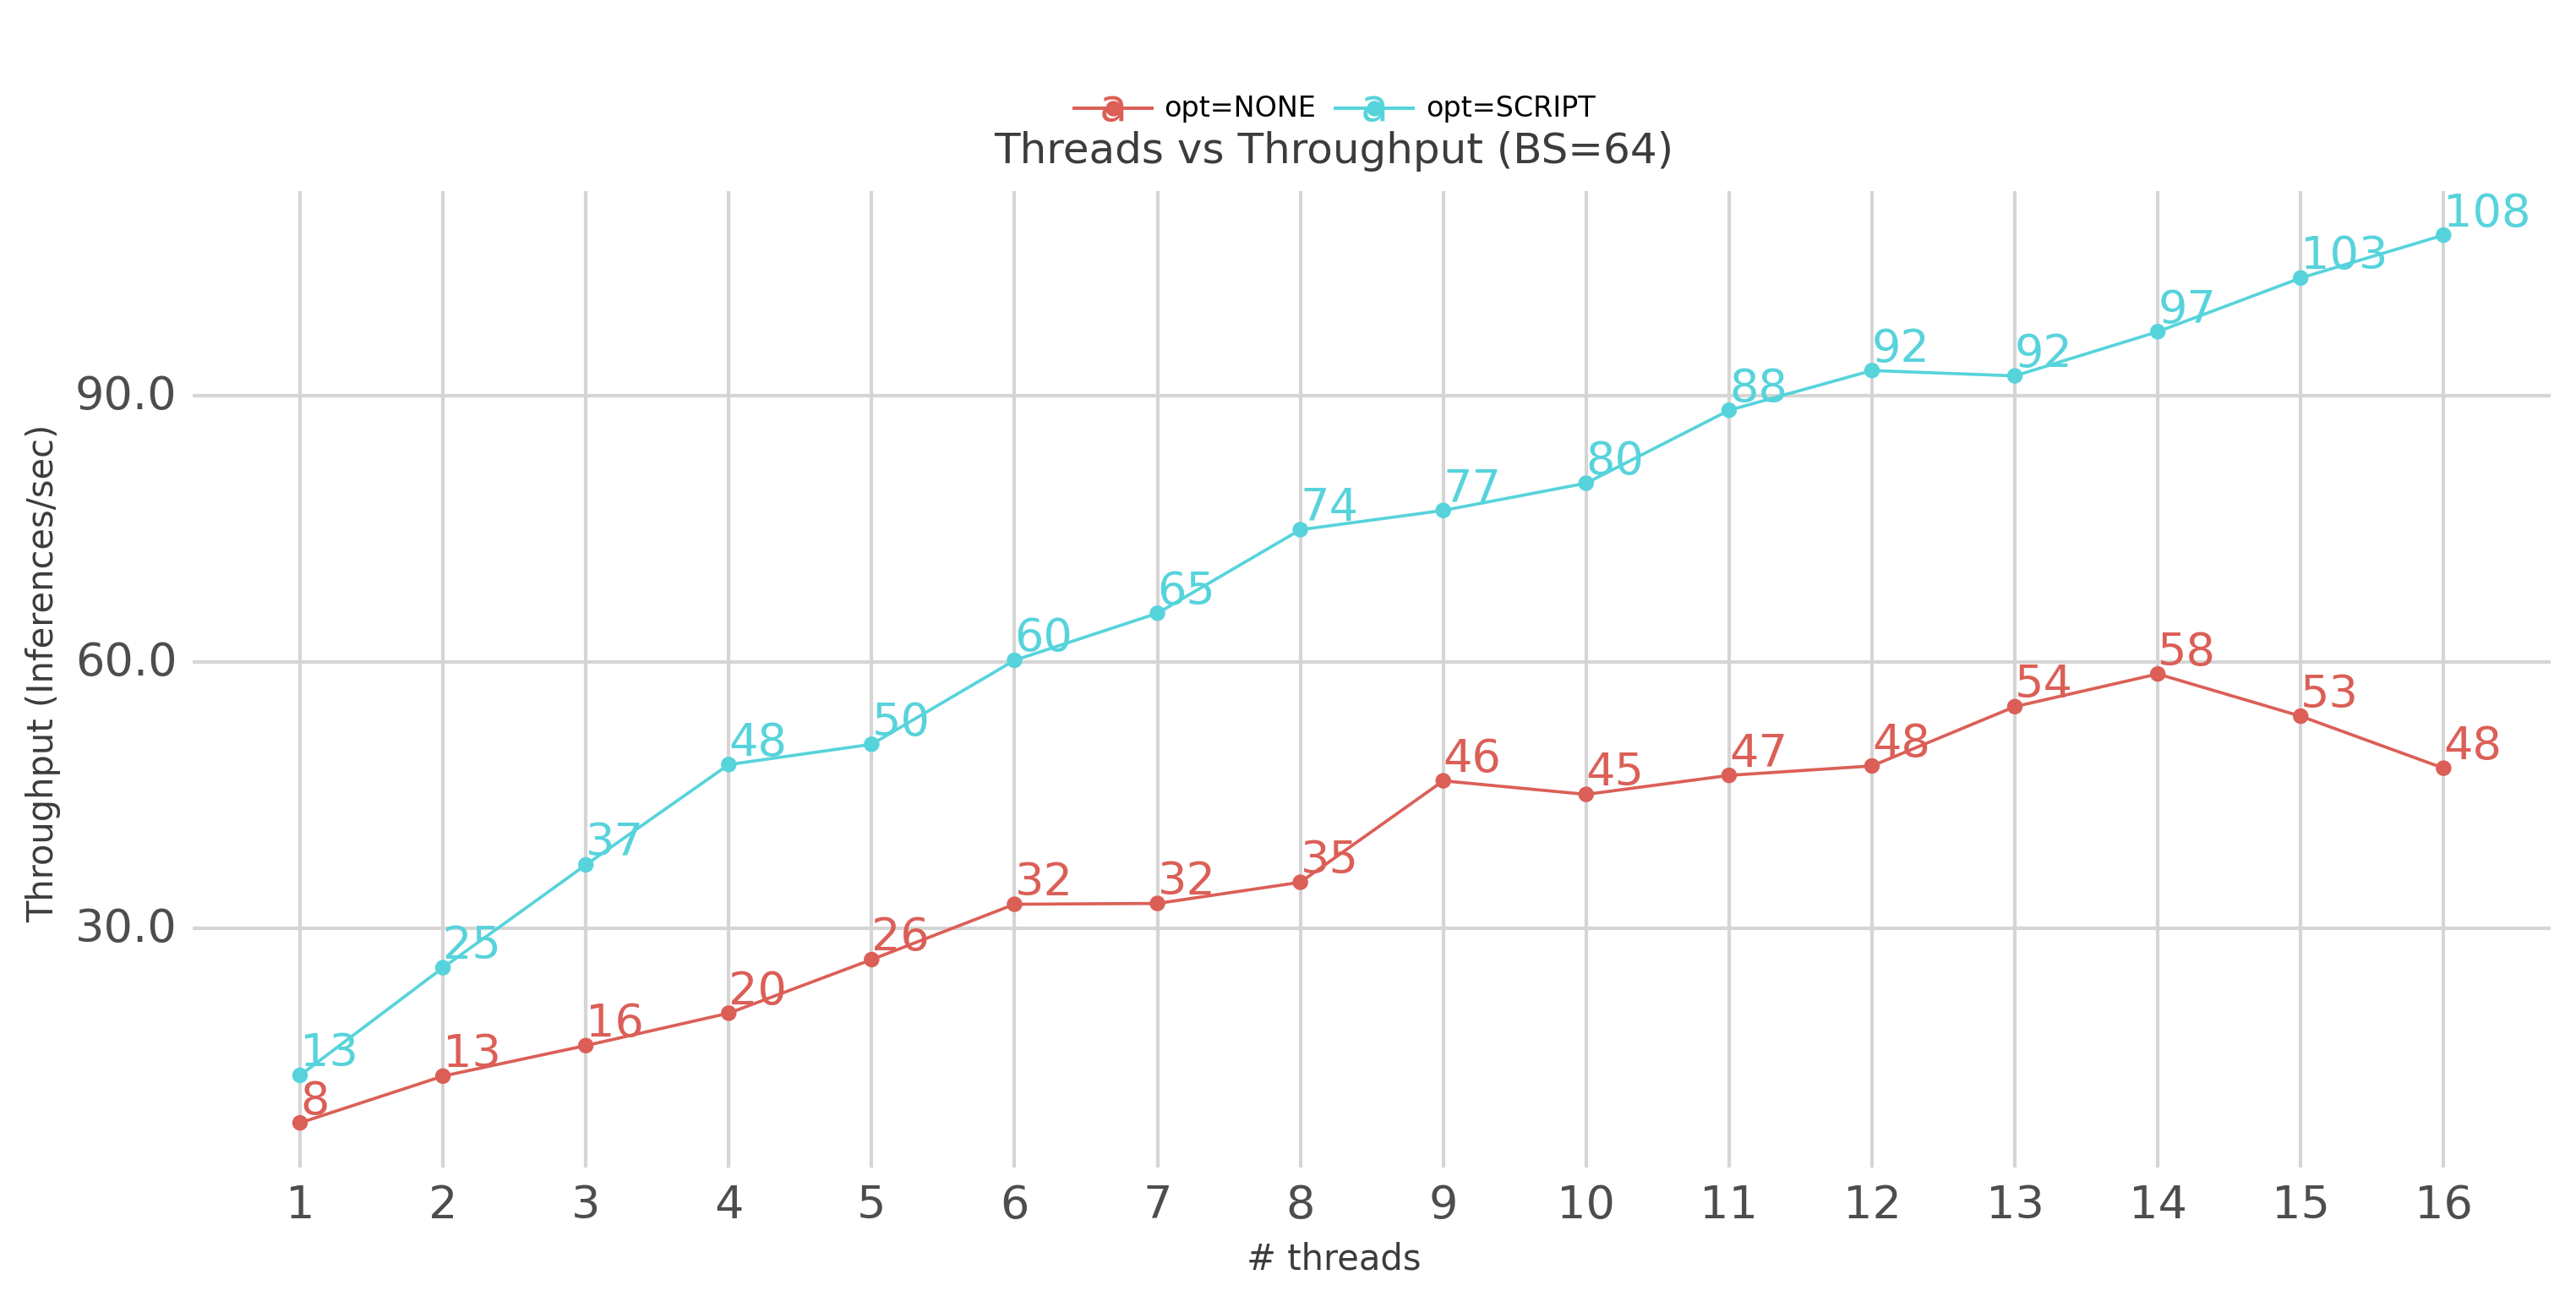 a opt=NONE a opt=SCRIPT
Threads vs Throughput (BS=64)
Throughput (Inferences/sec)
90.0
60.0
30.0
13 25 37 48 50 60 65 74 77 80 88 92 92 97 103 108
8 13 16 20 26 32 32 35 46 45 47 48 54 58 53 48
1 2 3 4 5 6 7 8 9 10 11 12 13 14 15 16
# threads